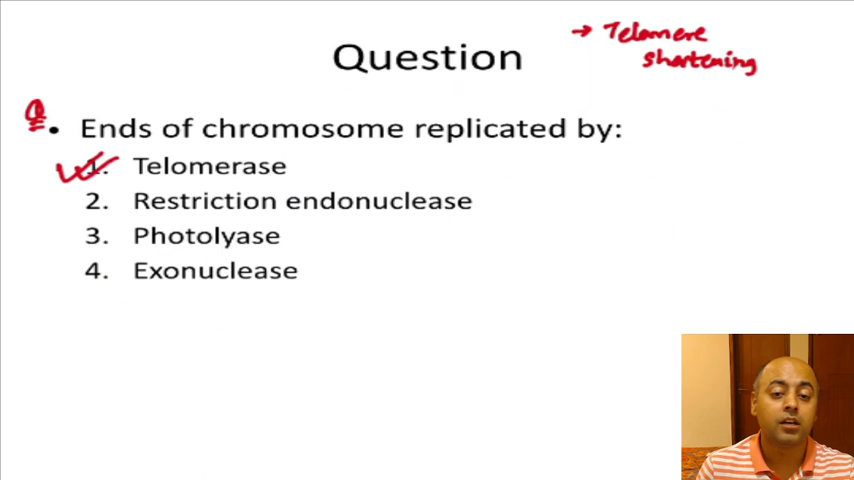 Question
→ Telomere
shortening
Q • Ends of chromosome replicated by:
1. Telomerase
2. Restriction endonuclease
3. Photolyase
4. Exonuclease